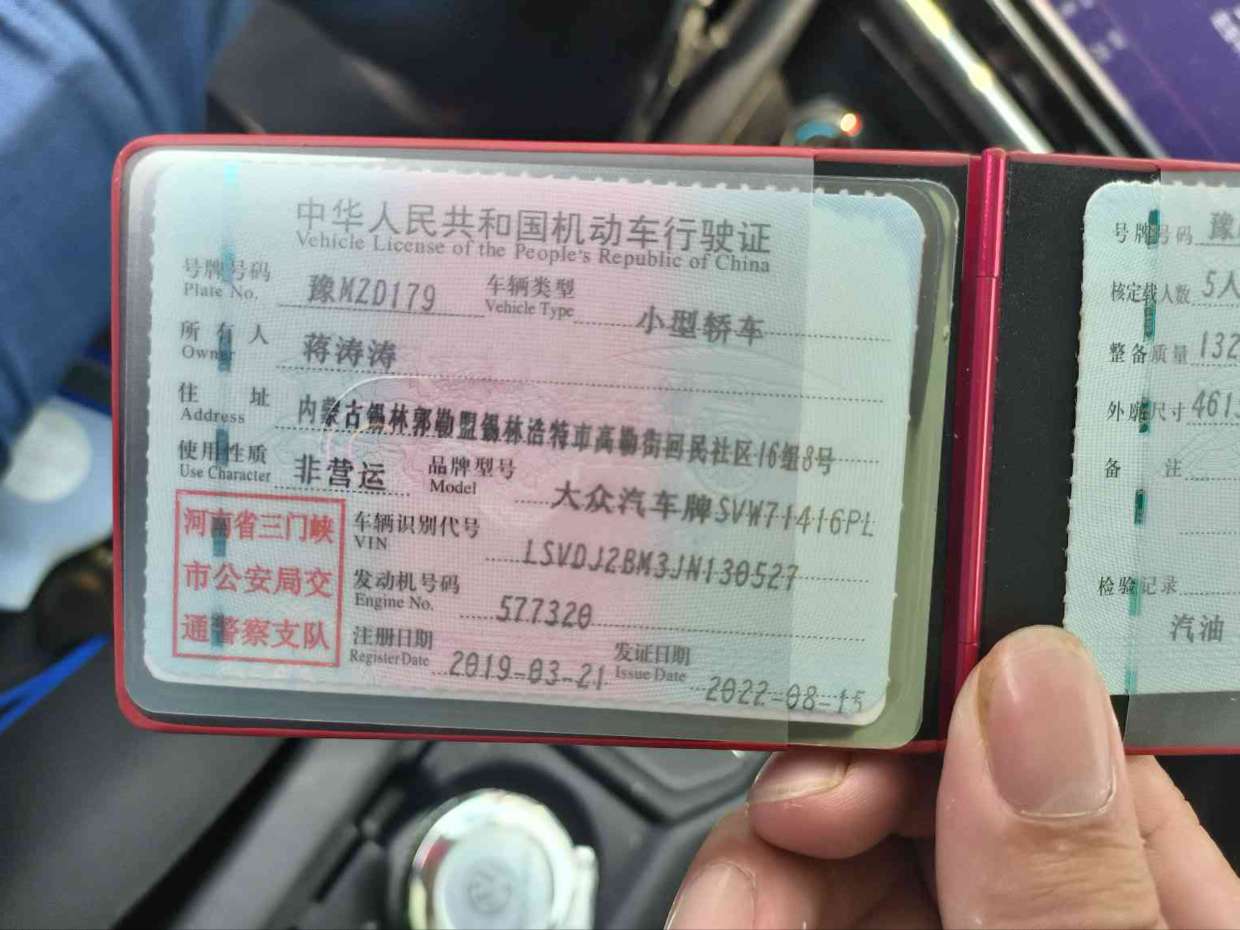 中华人民共和国机动车行驶证
Vehicle License of the People's Republic of China
号牌号码 豫MZD179 车辆类型 小型轿车
Plate No. Vehicle Type
所有人 蒋涛涛
Owner
住址 内蒙古锡林郭勒盟锡林浩特市高勒街回民社区16组8号
Address
使用性质 非营运 品牌型号 大众汽车牌SVW71416PL
Use Character Model
河南省三门峡
市公安局交
通警察支队
车辆识别代号 LSVDJ2BM3JN130527
VIN
发动机号码 577320
Engine No.
注册日期 2019-03-21 发证日期 2022-08-15
Register Date Issue Date
号牌号码 豫
核定载人数 5人
整备质量 132
外廓尺寸 461
备注
检验记录
汽油